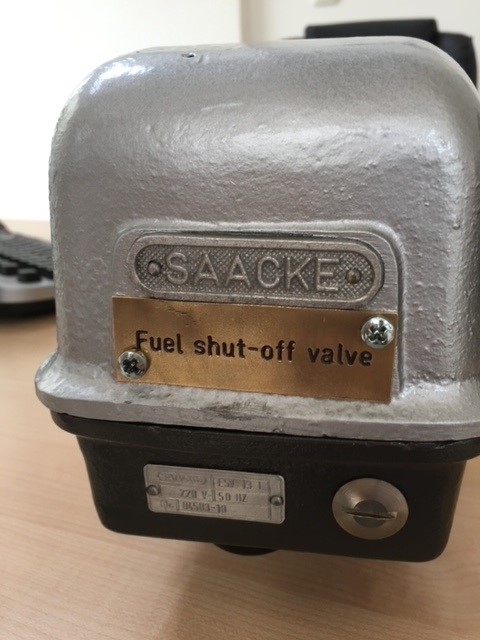 SAACKE
Fuel shut-off valve
220 V 50 HZ